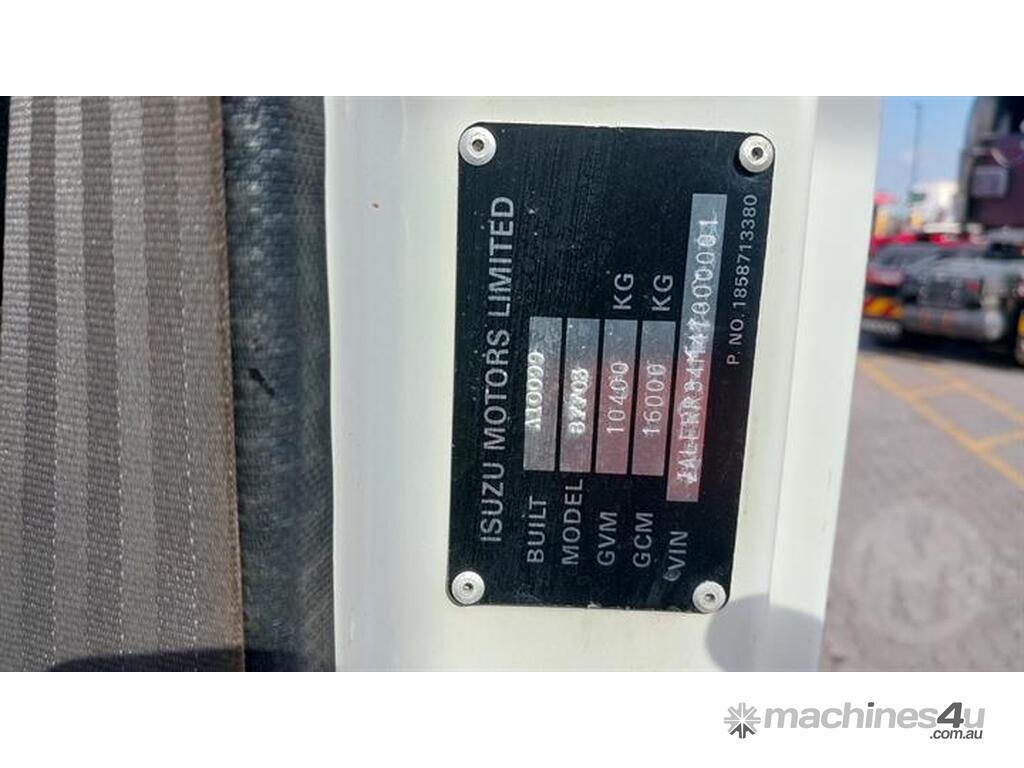 ISUZU MOTORS LIMITED
BUILT
MODEL
GVM 10400 KG
GCM 16000 KG
VIN
P. NO. 1858713380
machines4u
.com.au